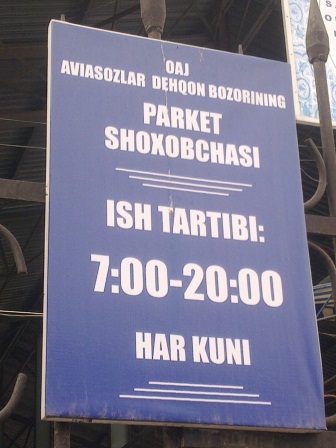 OAJ
AVIASOZLAR DEHQON BOZORINING
PARKET
SHOXOBCHASI
ISH TARTIBI:
7:00-20:00
HAR KUNI